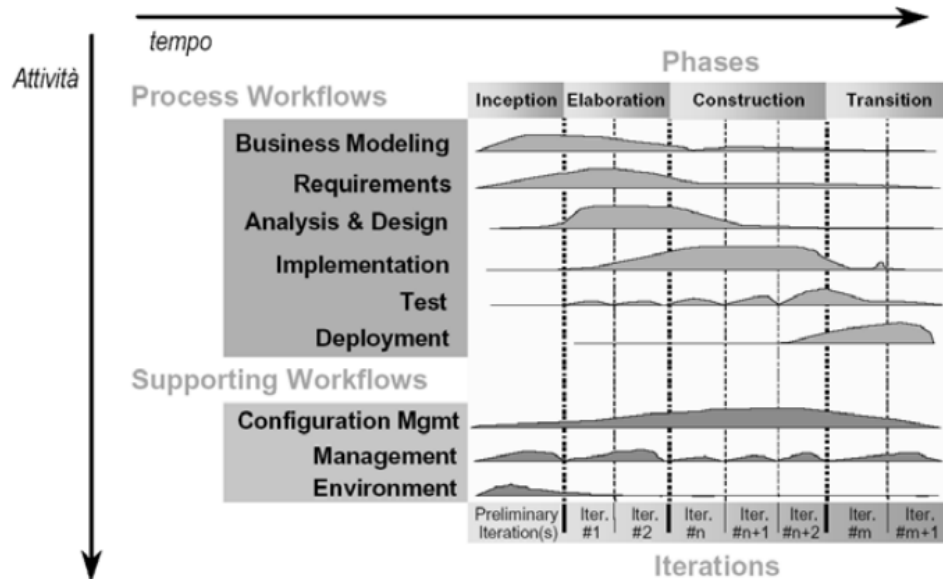 tempo
Attività
Phases
Process Workflows
Inception Elaboration Construction Transition
Business Modeling
Requirements
Analysis & Design
Implementation
Test
Deployment
Supporting Workflows
Configuration Mgmt
Management
Environment
Preliminary Iteration(s)
Iter. #1
Iter. #2
Iter. #n
Iter. #n+1
Iter. #n+2
Iter. #m
Iter. #m+1
Iterations